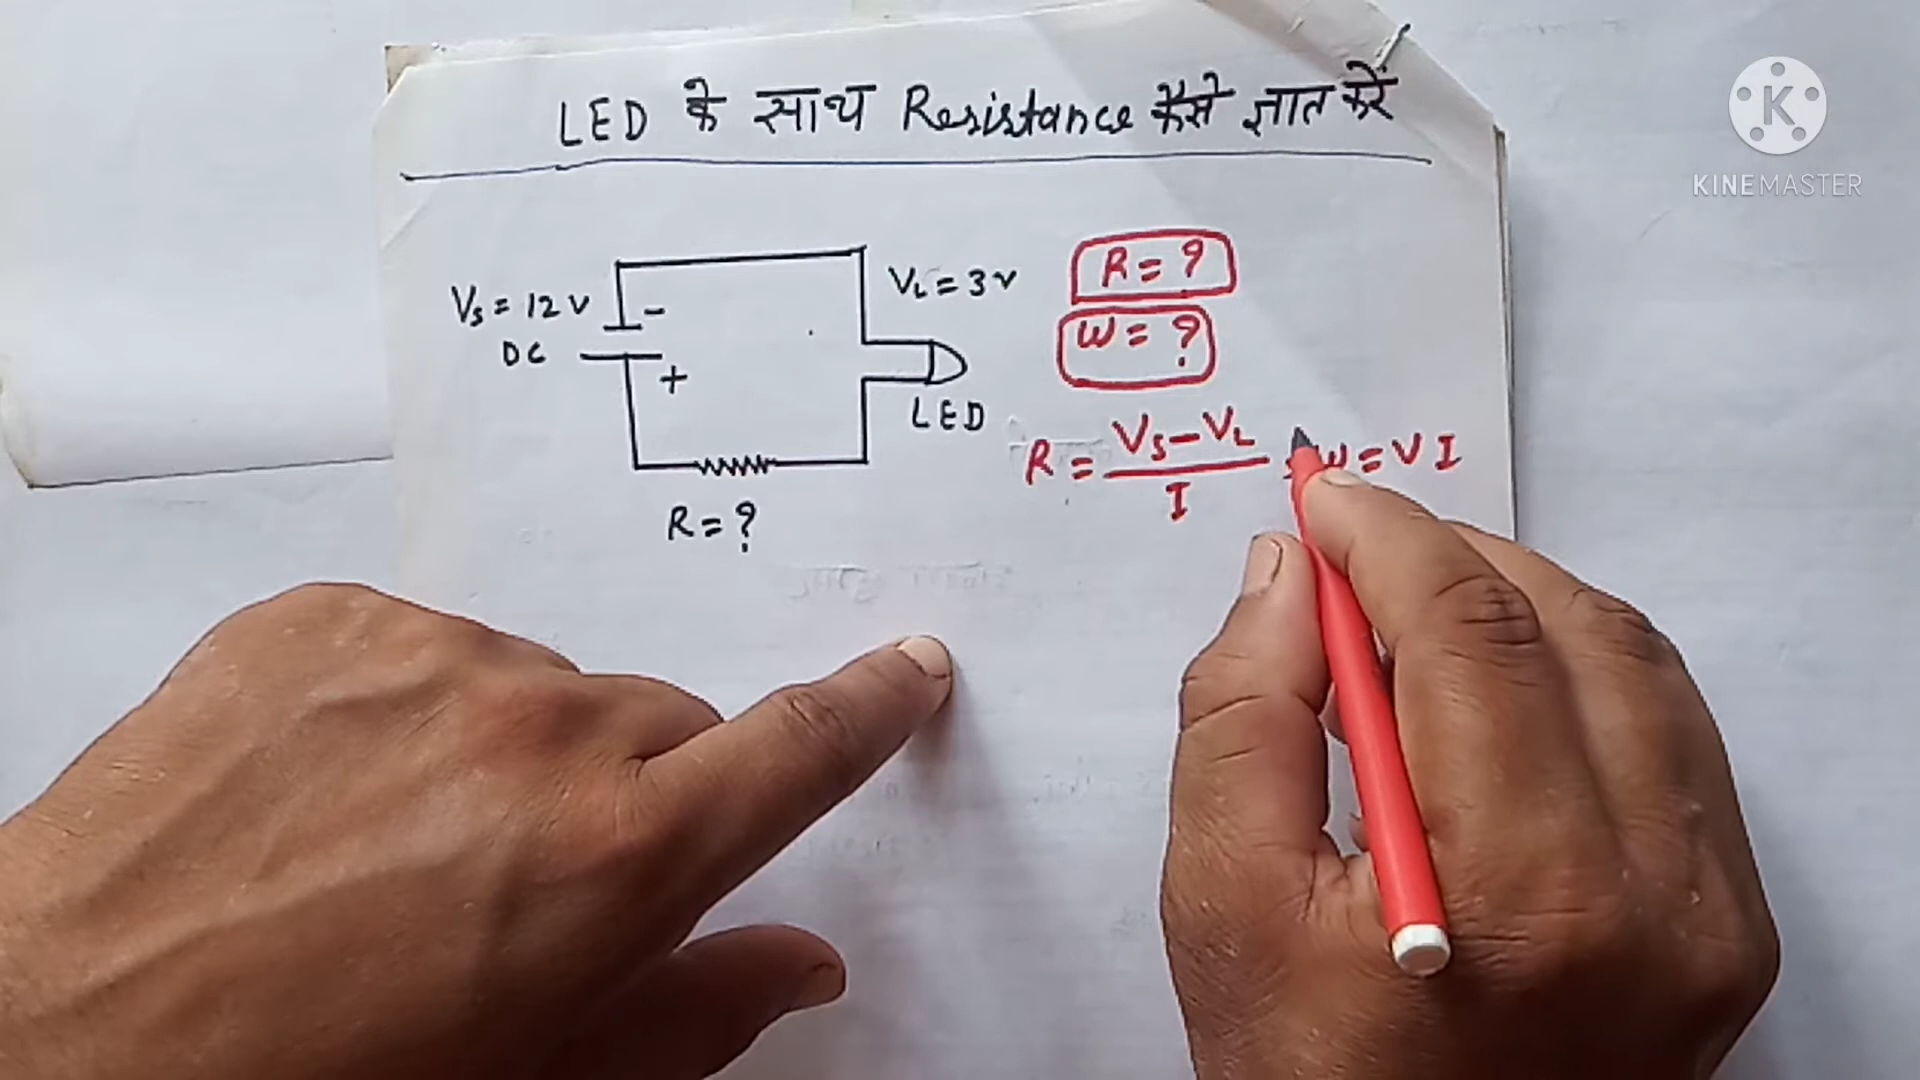 LED के साथ Resistance कैसे ज्ञात करें
K
KINEMASTER
Vs = 12 V
DC
-
+
VL = 3 V
LED
R = ?
R = ?
W = ?
R = Vs - VL / I
W = V I